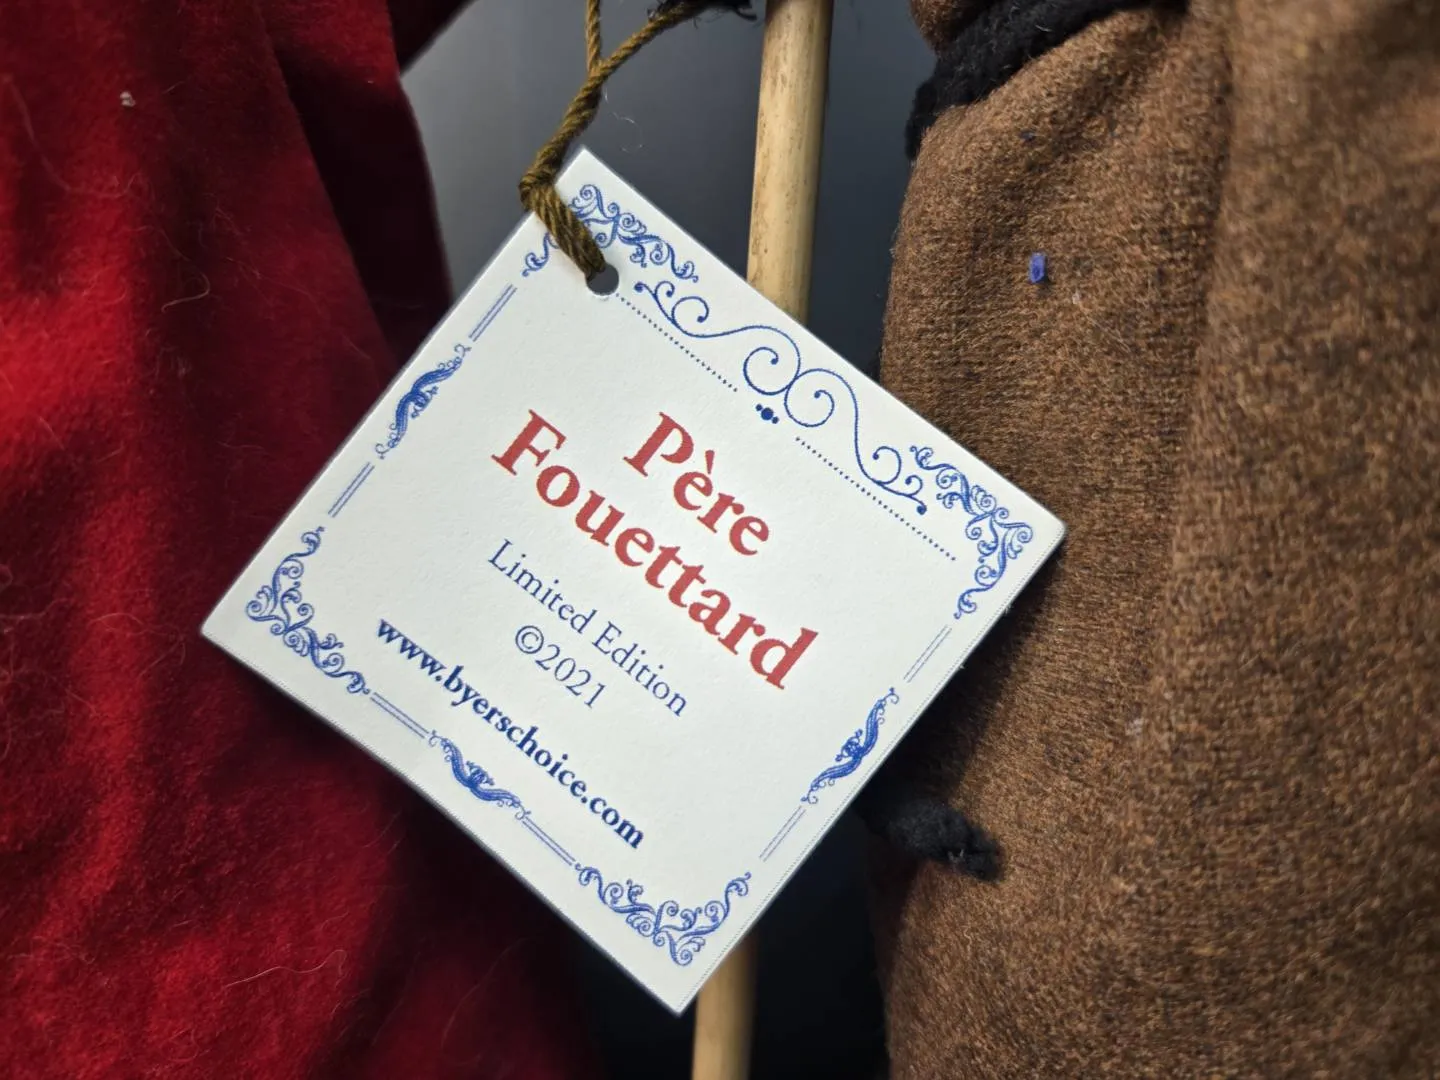 Père
Fouettard
Limited Edition
©2021
www.byerschoice.com